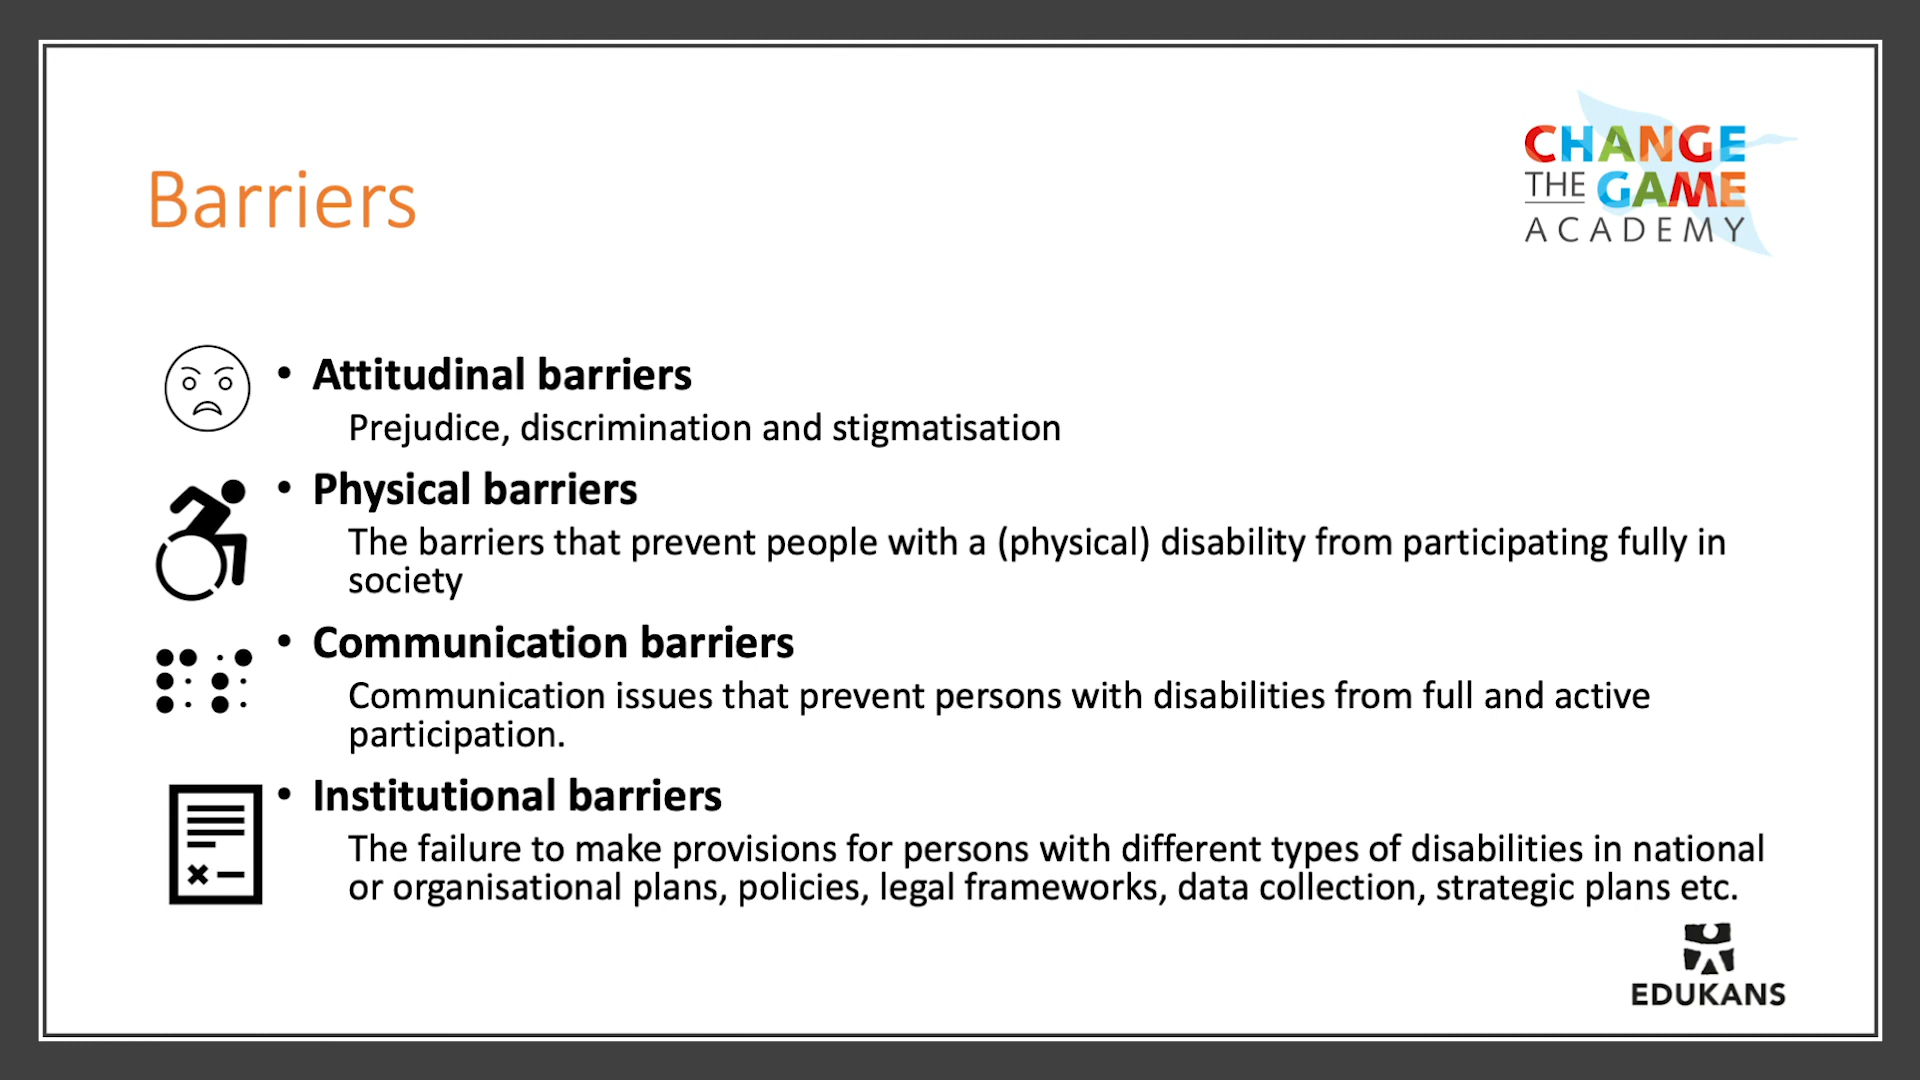 CHANGE
THE GAME
ACADEMY
Barriers
• Attitudinal barriers
Prejudice, discrimination and stigmatisation
• Physical barriers
The barriers that prevent people with a (physical) disability from participating fully in
society
• Communication barriers
Communication issues that prevent persons with disabilities from full and active
participation.
• Institutional barriers
The failure to make provisions for persons with different types of disabilities in national
or organisational plans, policies, legal frameworks, data collection, strategic plans etc.
EDUKANS